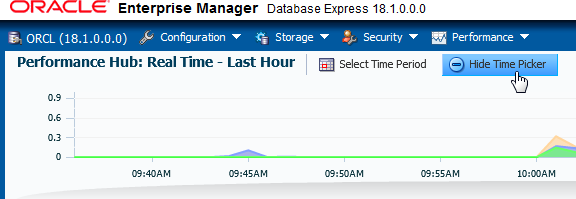 ORACLE Enterprise Manager Database Express 18.1.0.0.0
ORCL (18.1.0.0.0) Configuration Storage Security Performance
Performance Hub: Real Time - Last Hour Select Time Period Hide Time Picker
0.9
0.6
0.3
0
09:40AM 09:45AM 09:50AM 09:55AM 10:00AM